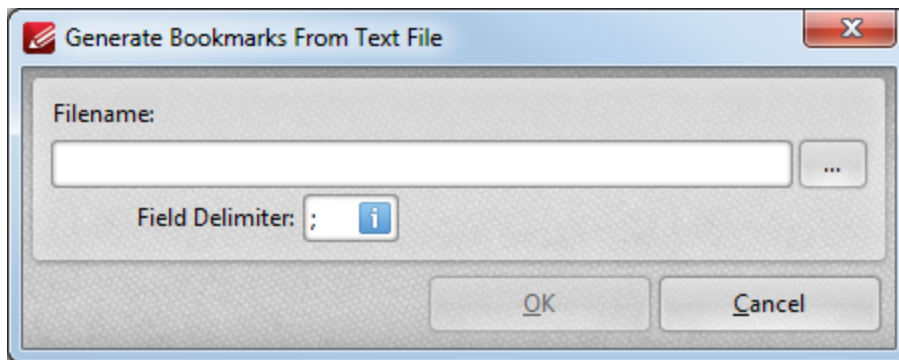 Generate Bookmarks From Text File
Filename:
...
Field Delimiter: ; i
OK Cancel